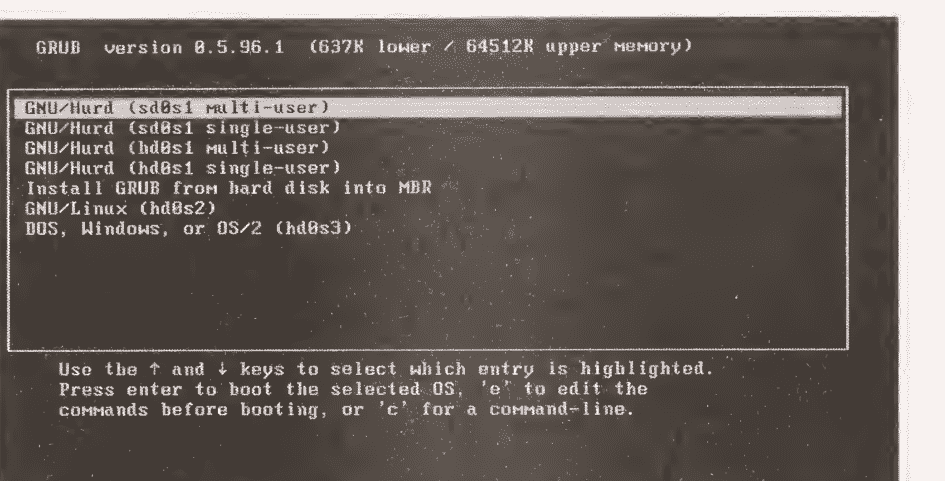 GRUB version 0.5.96.1 (637K lower / 64512K upper memory)
GNU/Hurd (sd0s1 multi-user)
GNU/Hurd (sd0s1 single-user)
GNU/Hurd (hd0s1 multi-user)
GNU/Hurd (hd0s1 single-user)
Install GRUB from hard disk into MBR
GNU/Linux (hd0s2)
DOS, Windows, or OS/2 (hd0s3)
Use the ↑ and ↓ keys to select which entry is highlighted.
Press enter to boot the selected OS, 'e' to edit the
commands before booting, or 'c' for a command-line.